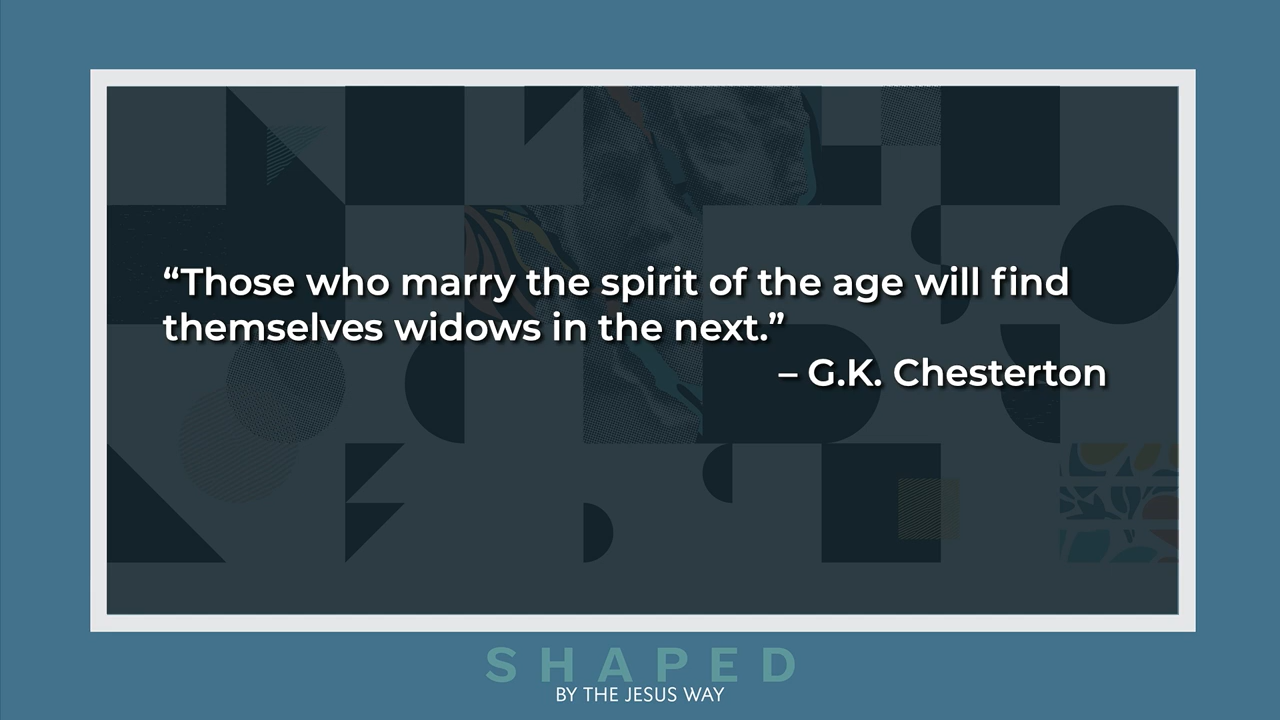 “Those who marry the spirit of the age will find
themselves widows in the next.”
– G.K. Chesterton
SHAPED
BY THE JESUS WAY